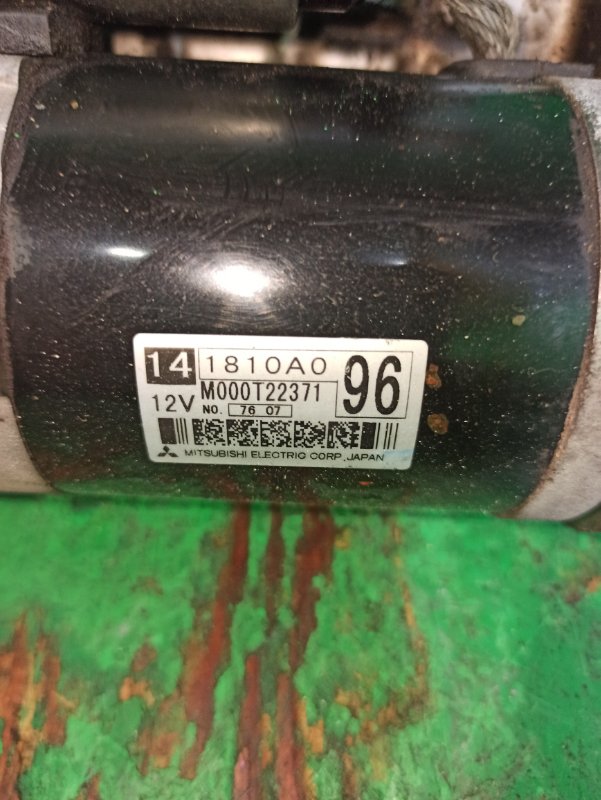 14 1810A0 96
12V M000T22371
NO. 76 07
MITSUBISHI ELECTRIC CORP. JAPAN